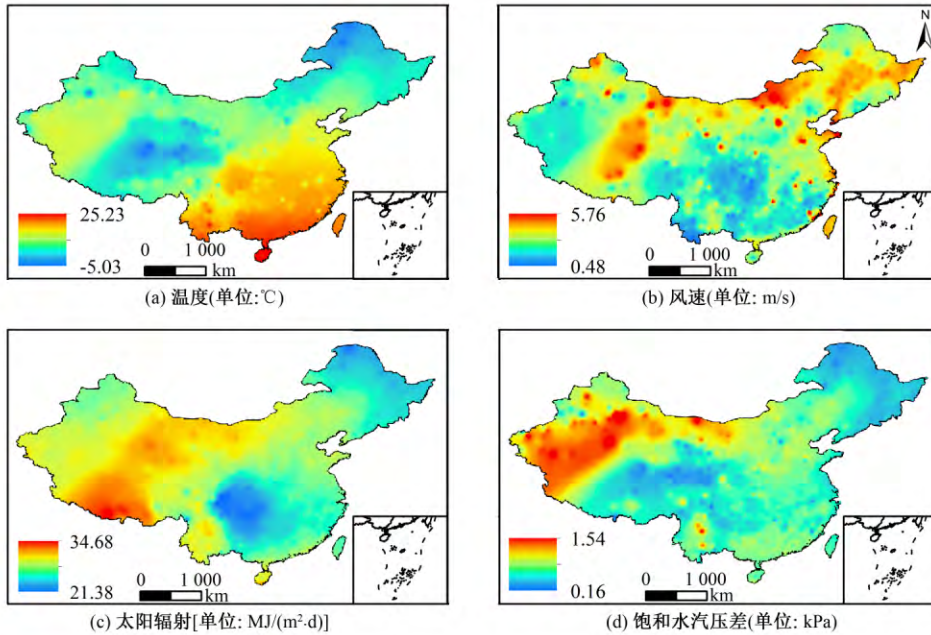 N
25.23
-5.03
0 1 000
km
5.76
0.48
0 1 000
km
(a) 温度(单位:℃)
(b) 风速(单位: m/s)
34.68
21.38
0 1 000
km
1.54
0.16
0 1 000
km
(c) 太阳辐射[单位: MJ/(m²·d)]
(d) 饱和水汽压差(单位: kPa)